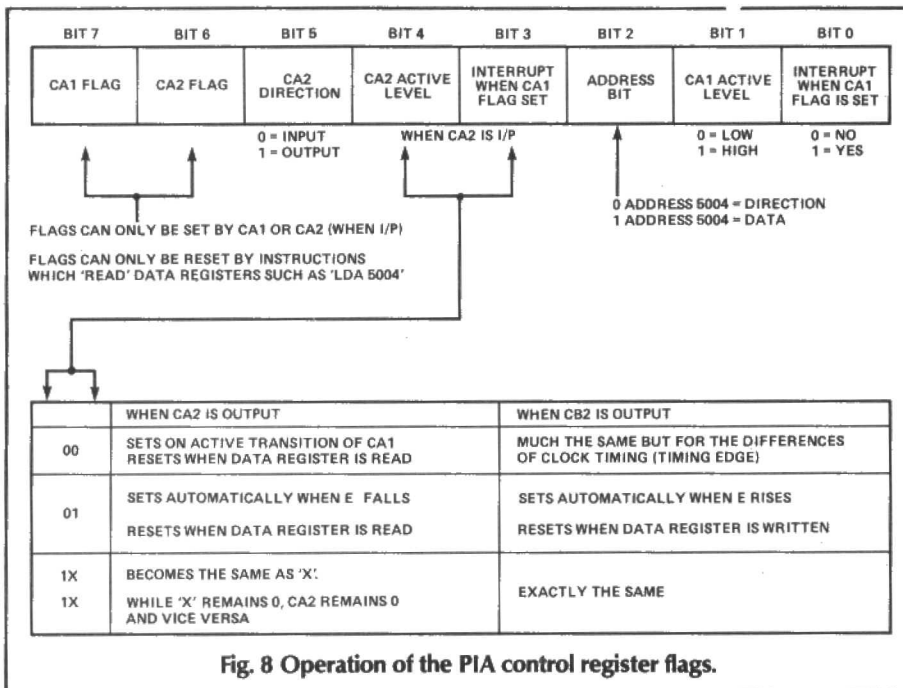 BIT 7 BIT 6 BIT 5 BIT 4 BIT 3 BIT 2 BIT 1 BIT 0
CA1 FLAG
CA2 FLAG
CA2
DIRECTION
CA2 ACTIVE
LEVEL
INTERRUPT
WHEN CA1
FLAG SET
ADDRESS
BIT
CA1 ACTIVE
LEVEL
INTERRUPT
WHEN CA1
FLAG IS SET
0 = INPUT
1 = OUTPUT
WHEN CA2 IS I/P
0 = LOW
1 = HIGH
0 = NO
1 = YES
0 ADDRESS 5004 = DIRECTION
1 ADDRESS 5004 = DATA
FLAGS CAN ONLY BE SET BY CA1 OR CA2 (WHEN I/P)
FLAGS CAN ONLY BE RESET BY INSTRUCTIONS
WHICH 'READ' DATA REGISTERS SUCH AS 'LDA 5004'
WHEN CA2 IS OUTPUT
WHEN CB2 IS OUTPUT
00
SETS ON ACTIVE TRANSITION OF CA1
RESETS WHEN DATA REGISTER IS READ
MUCH THE SAME BUT FOR THE DIFFERENCES
OF CLOCK TIMING (TIMING EDGE)
01
SETS AUTOMATICALLY WHEN E FALLS
RESETS WHEN DATA REGISTER IS READ
SETS AUTOMATICALLY WHEN E RISES
RESETS WHEN DATA REGISTER IS WRITTEN
1X
BECOMES THE SAME AS 'X'.
1X
WHILE 'X' REMAINS 0, CA2 REMAINS 0
AND VICE VERSA
EXACTLY THE SAME
Fig. 8 Operation of the PIA control register flags.